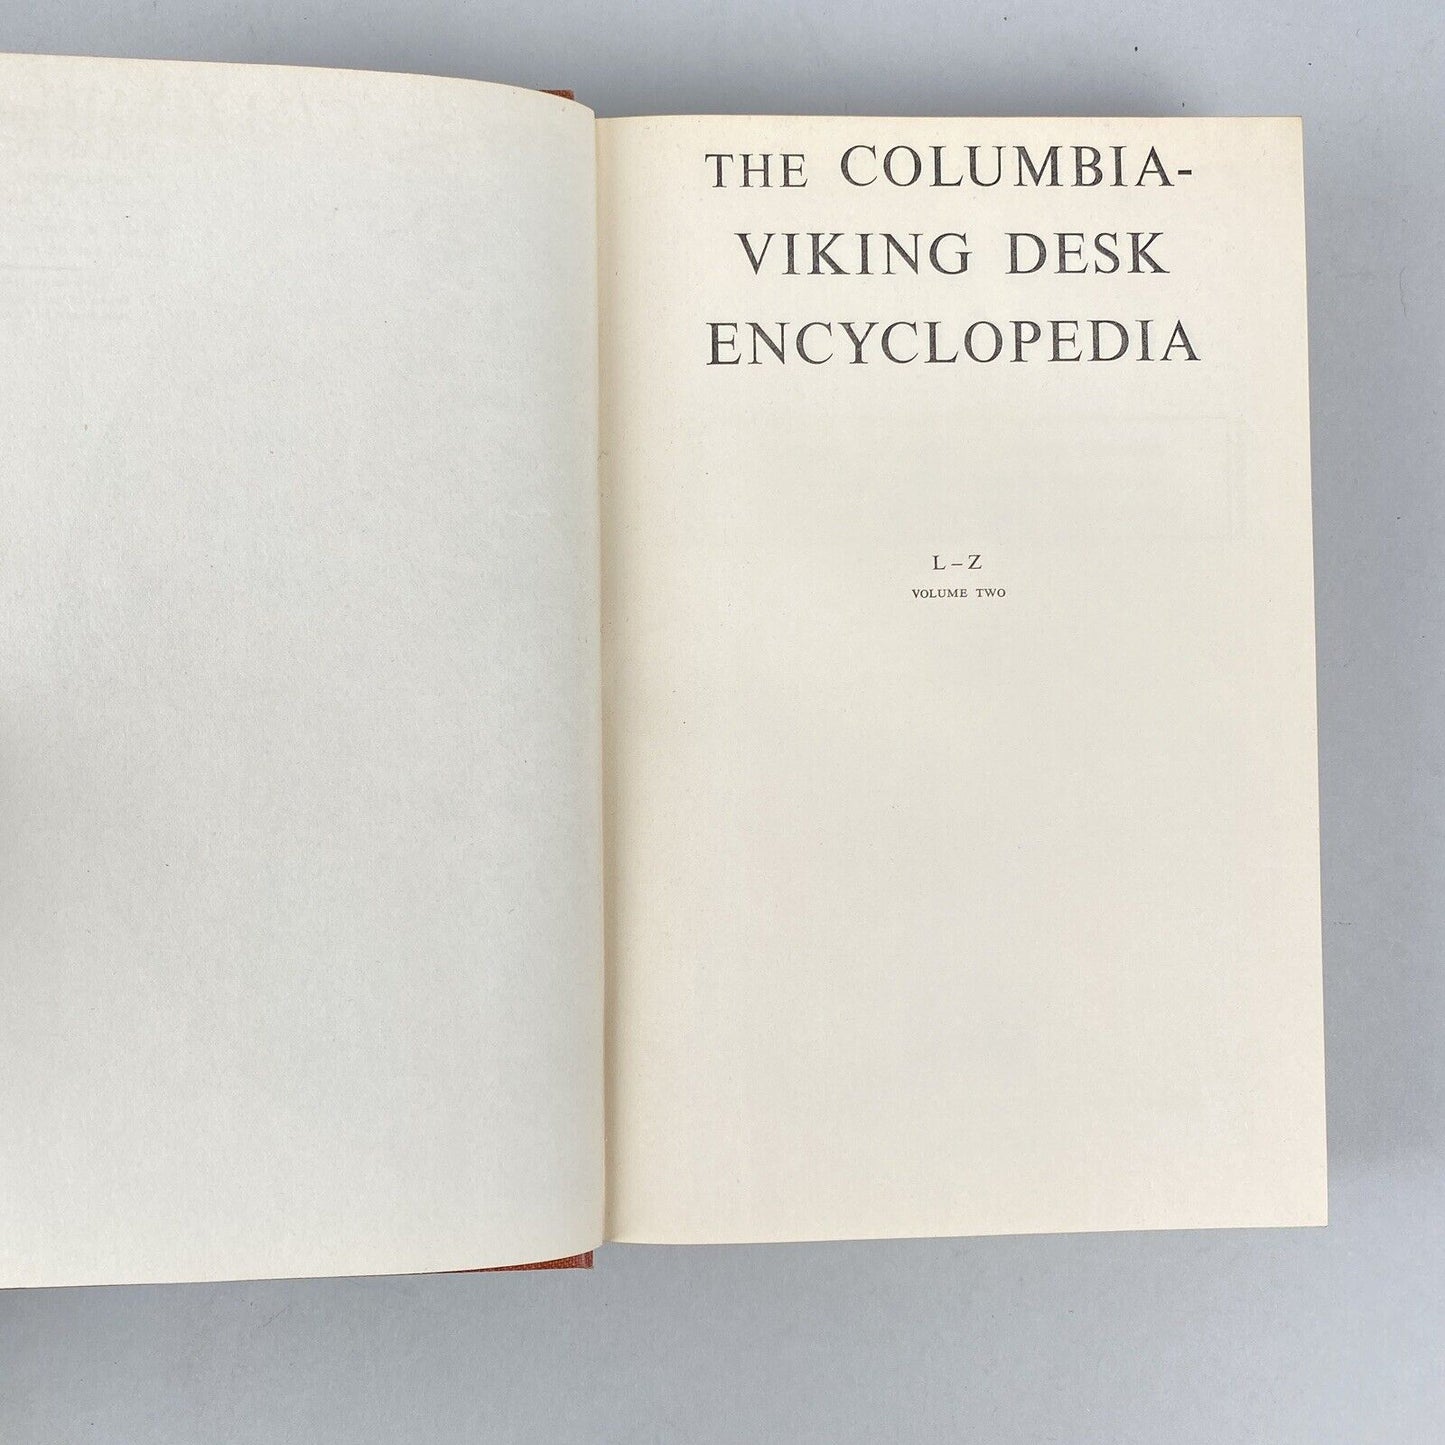 THE COLUMBIA-
VIKING DESK
ENCYCLOPEDIA
L–Z
VOLUME TWO